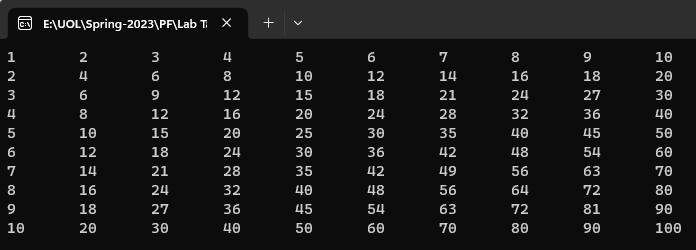 E:\UOL\Spring-2023\PF\Lab T
1 2 3 4 5 6 7 8 9 10
2 4 6 8 10 12 14 16 18 20
3 6 9 12 15 18 21 24 27 30
4 8 12 16 20 24 28 32 36 40
5 10 15 20 25 30 35 40 45 50
6 12 18 24 30 36 42 48 54 60
7 14 21 28 35 42 49 56 63 70
8 16 24 32 40 48 56 64 72 80
9 18 27 36 45 54 63 72 81 90
10 20 30 40 50 60 70 80 90 100